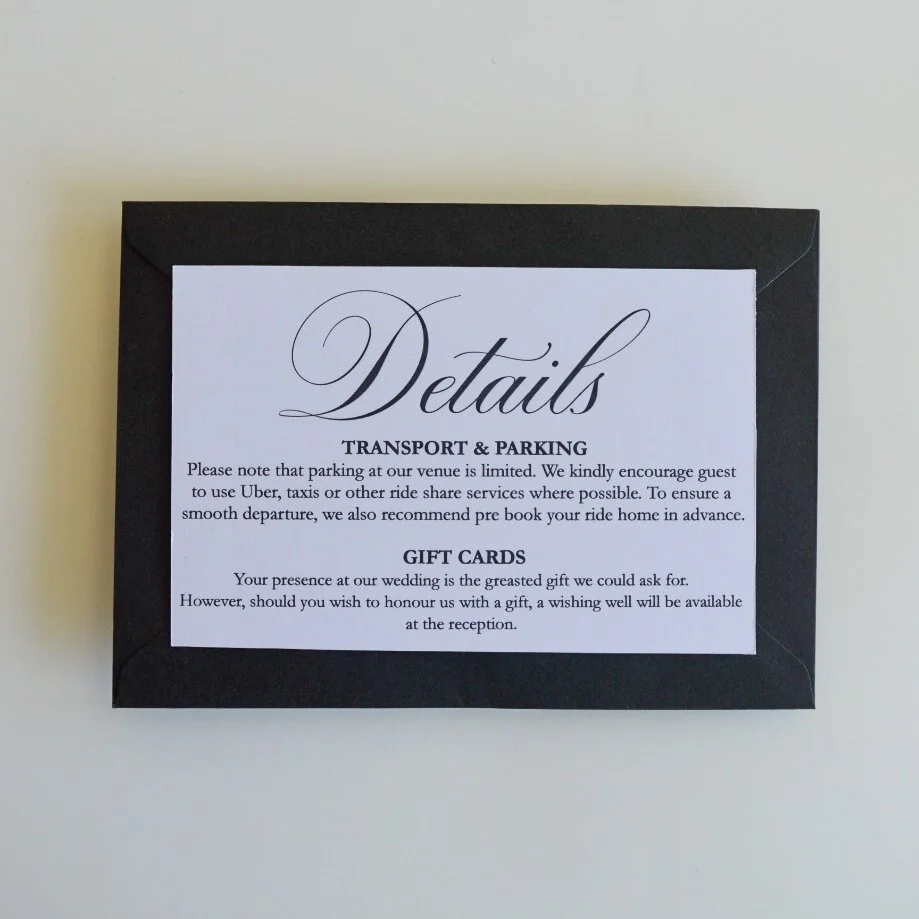 Details
TRANSPORT & PARKING
Please note that parking at our venue is limited. We kindly encourage guest
to use Uber, taxis or other ride share services where possible. To ensure a
smooth departure, we also recommend pre book your ride home in advance.
GIFT CARDS
Your presence at our wedding is the greasted gift we could ask for.
However, should you wish to honour us with a gift, a wishing well will be available
at the reception.